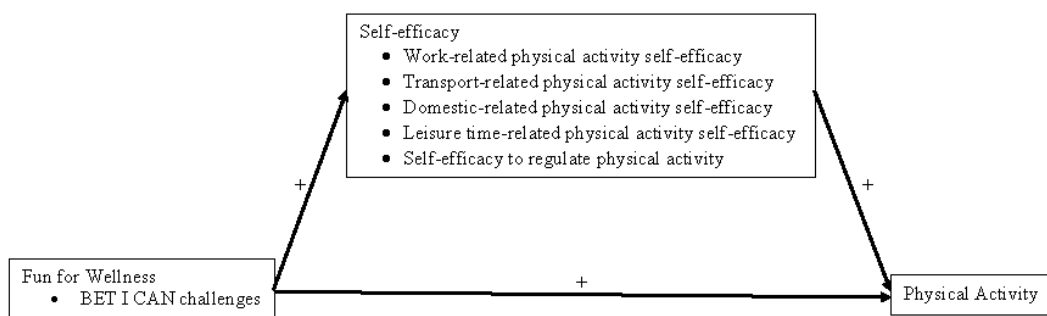 Self-efficacy
• Work-related physical activity self-efficacy
• Transport-related physical activity self-efficacy
• Domestic-related physical activity self-efficacy
• Leisure time-related physical activity self-efficacy
• Self-efficacy to regulate physical activity
+
+
Fun for Wellness
• BET I CAN challenges
+
Physical Activity